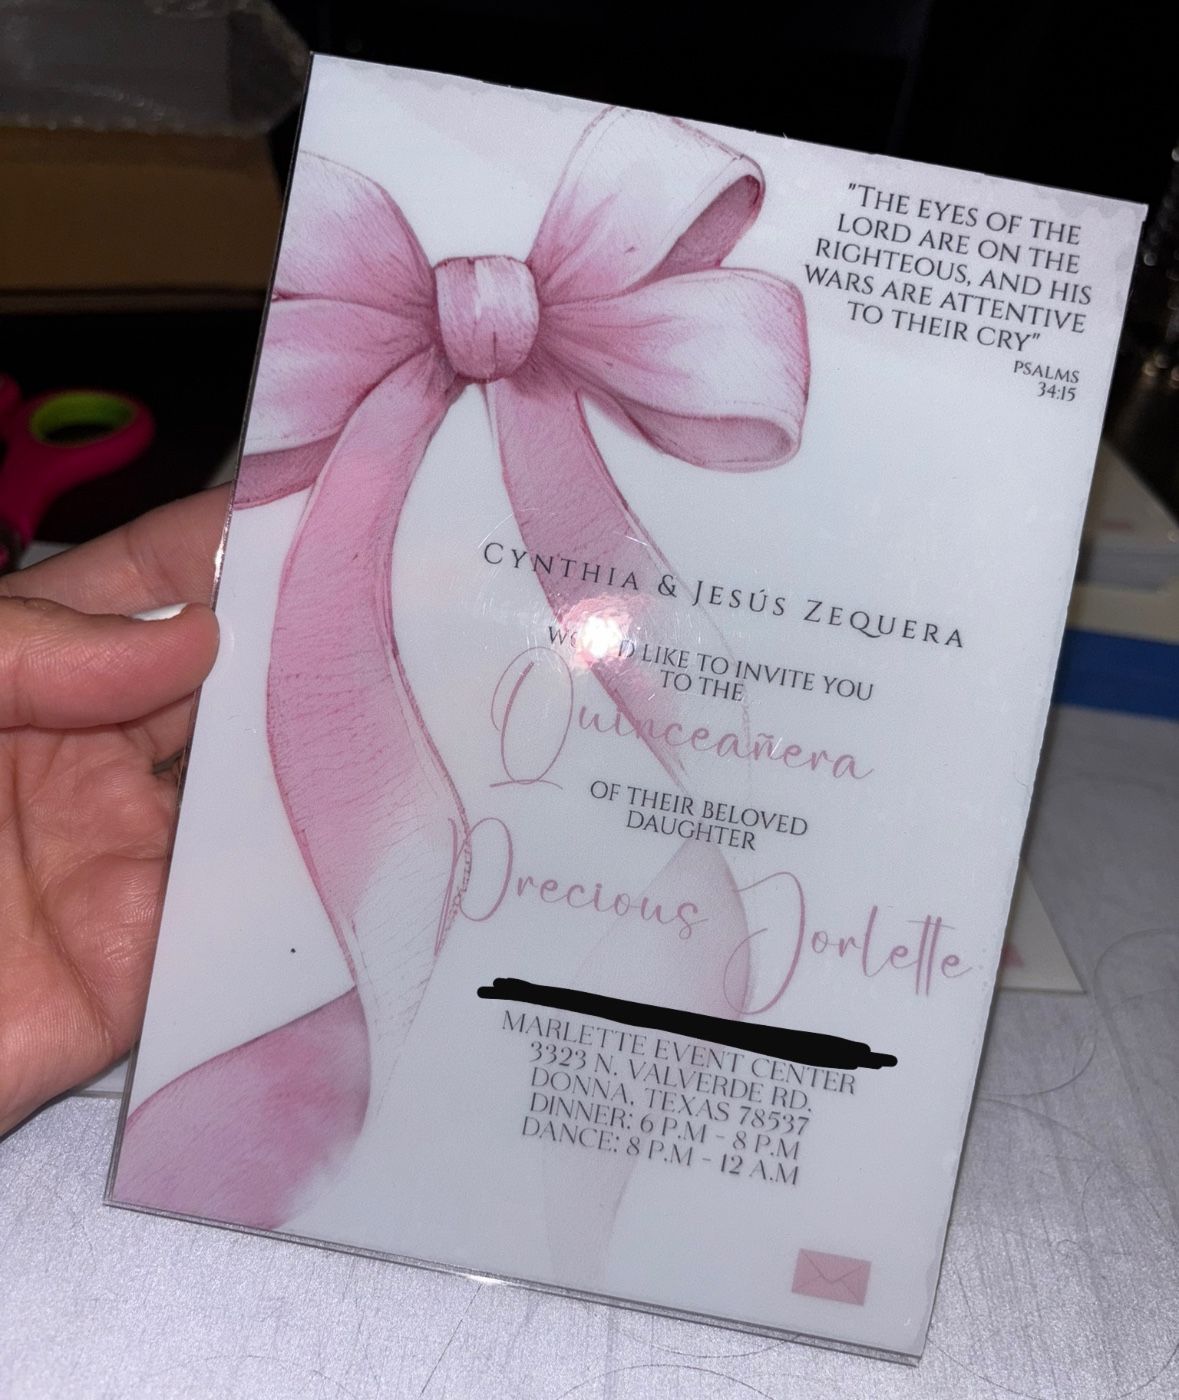 "THE EYES OF THE
LORD ARE ON THE
RIGHTEOUS, AND HIS
WARS ARE ATTENTIVE
TO THEIR CRY"
PSALMS
34:15
CYNTHIA & JESÚS ZEQUERA
LIKE TO INVITE YOU
TO THE
Quinceañera
OF THEIR BELOVED
DAUGHTER
Precious Jorlette
MARLETTE EVENT CENTER
3323 N. VALVERDE RD.
DONNA, TEXAS 78537
DINNER: 6 P.M - 8 P.M
DANCE: 8 P.M - 12 A.M